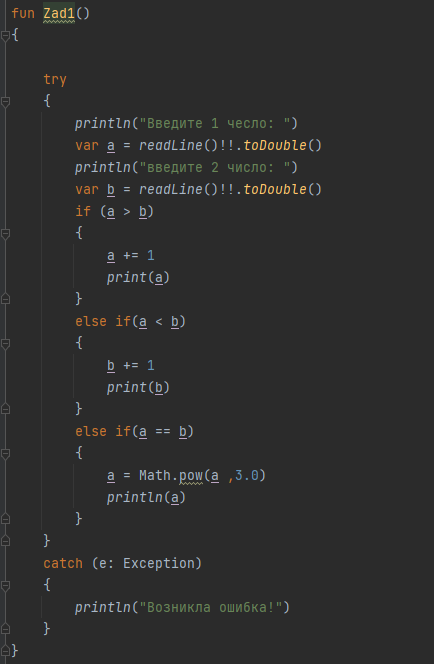 fun Zad1()
{
try
{
println("Введите 1 чесло: ")
var a = readLine()!!.toDouble()
println("введите 2 число: ")
var b = readLine()!!.toDouble()
if (a > b)
{
a += 1
print(a)
}
else if(a < b)
{
b += 1
print(b)
}
else if(a == b)
{
a = Math.pow(a ,3.0)
println(a)
}
}
catch (e: Exception)
{
println("Возникла ошибка!")
}
}